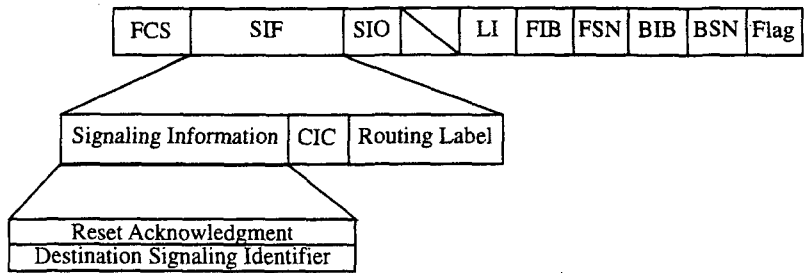 FCS SIF SIO LI FIB FSN BIB BSN Flag
Signaling Information CIC Routing Label
Reset Acknowledgment
Destination Signaling Identifier